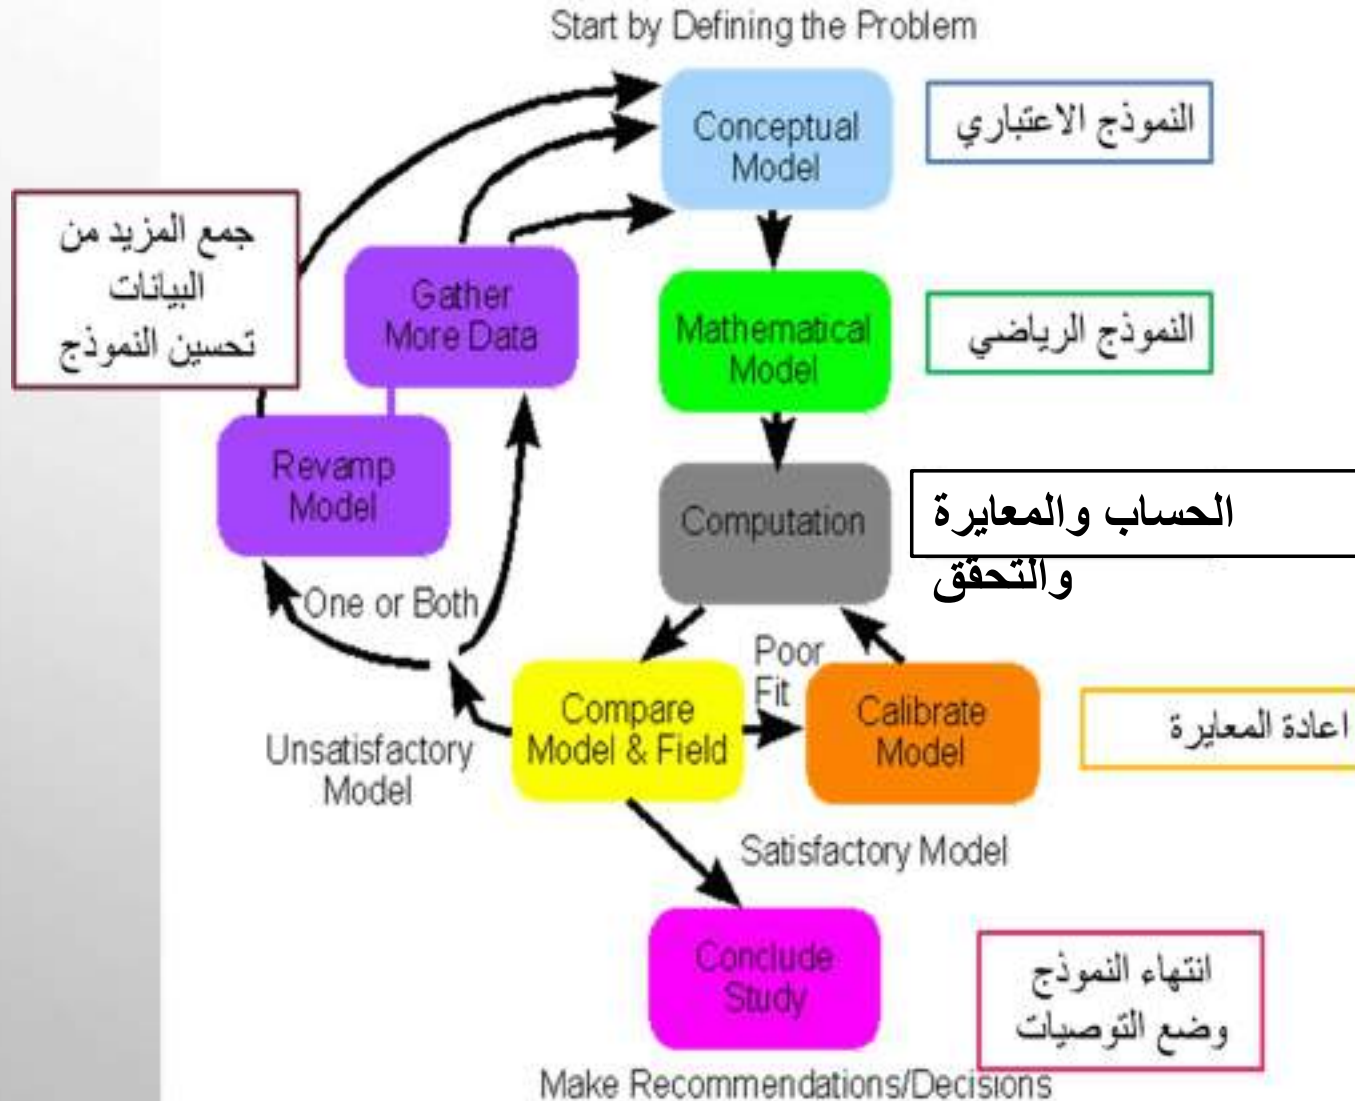 Start by Defining the Problem
Conceptual
Model
النموذج الاعتباري
جمع المزيد من
البيانات
تحسين النموذج
Gather
More Data
Mathematical
Model
النموذج الرياضي
Revamp
Model
Computation
الحساب والمعايرة
والتحقق
One or Both
Poor
Fit
Compare
Model & Field
Calibrate
Model
اعادة المعايرة
Unsatisfactory
Model
Satisfactory Model
Conclude
Study
انتهاء النموذج
وضع التوصيات
Make Recommendations/Decisions